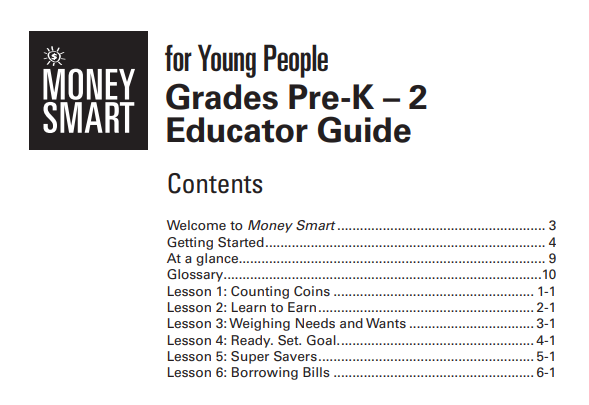 MONEY
SMART
for Young People
Grades Pre-K – 2
Educator Guide
Contents
Welcome to Money Smart ........................................................ 3
Getting Started........................................................................... 4
At a glance.................................................................................. 9
Glossary.....................................................................................10
Lesson 1: Counting Coins ...................................................... 1-1
Lesson 2: Learn to Earn.......................................................... 2-1
Lesson 3: Weighing Needs and Wants .................................. 3-1
Lesson 4: Ready. Set. Goal..................................................... 4-1
Lesson 5: Super Savers.......................................................... 5-1
Lesson 6: Borrowing Bills ...................................................... 6-1